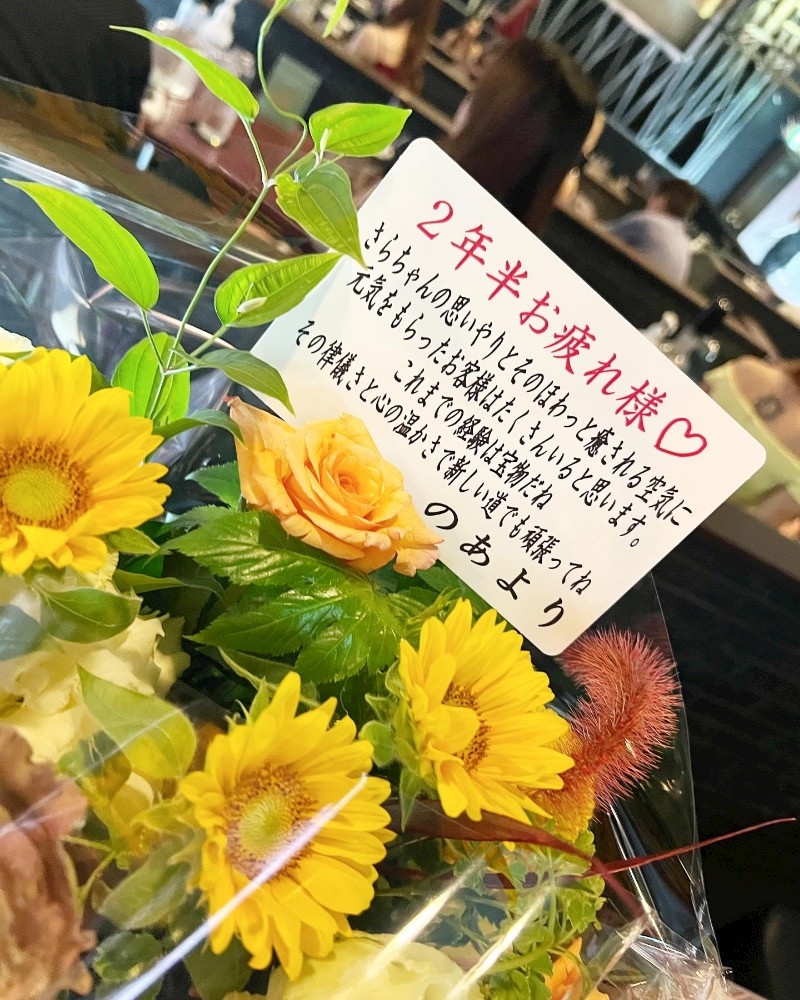 2年半お疲れ様♡
きらちゃんの思いやりとそのほわっと癒される空気に
元気をもらったお客様はたくさんいると思います。
これまでの経験は宝物だね
その律儀さと心の温かさで新しい道でも頑張ってね
のあより